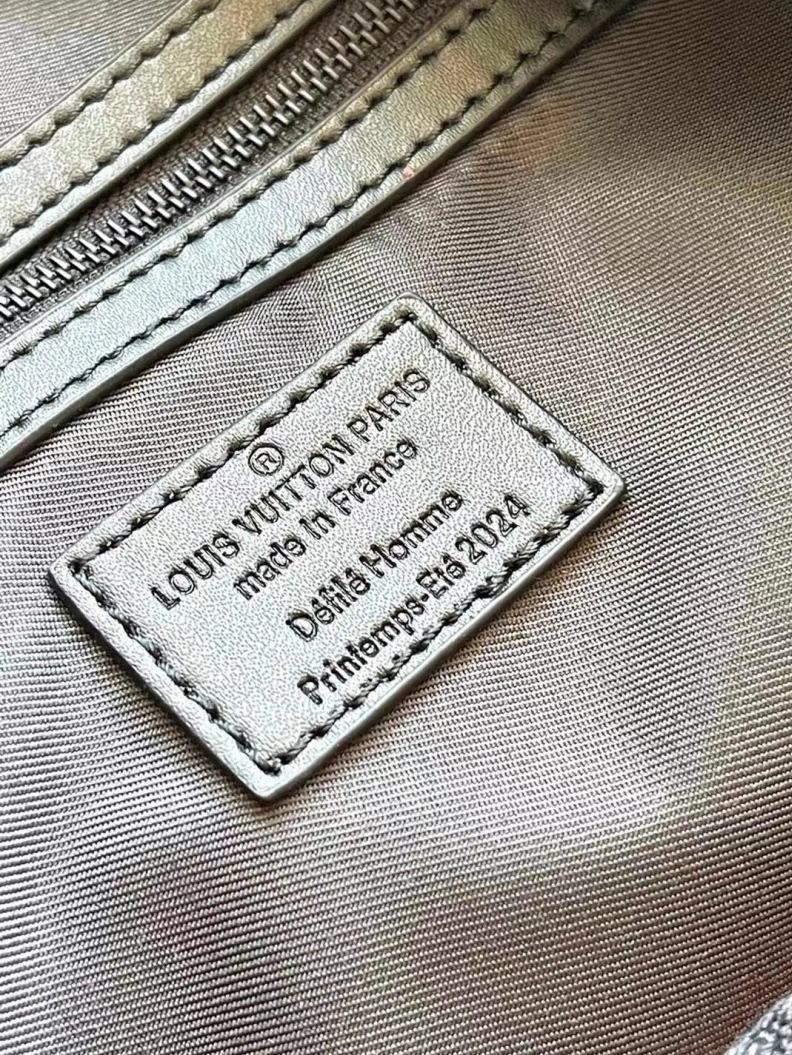 ®
LOUIS VUITTON PARIS
made in France
Défilé Homme
Printemps-Eté 2024